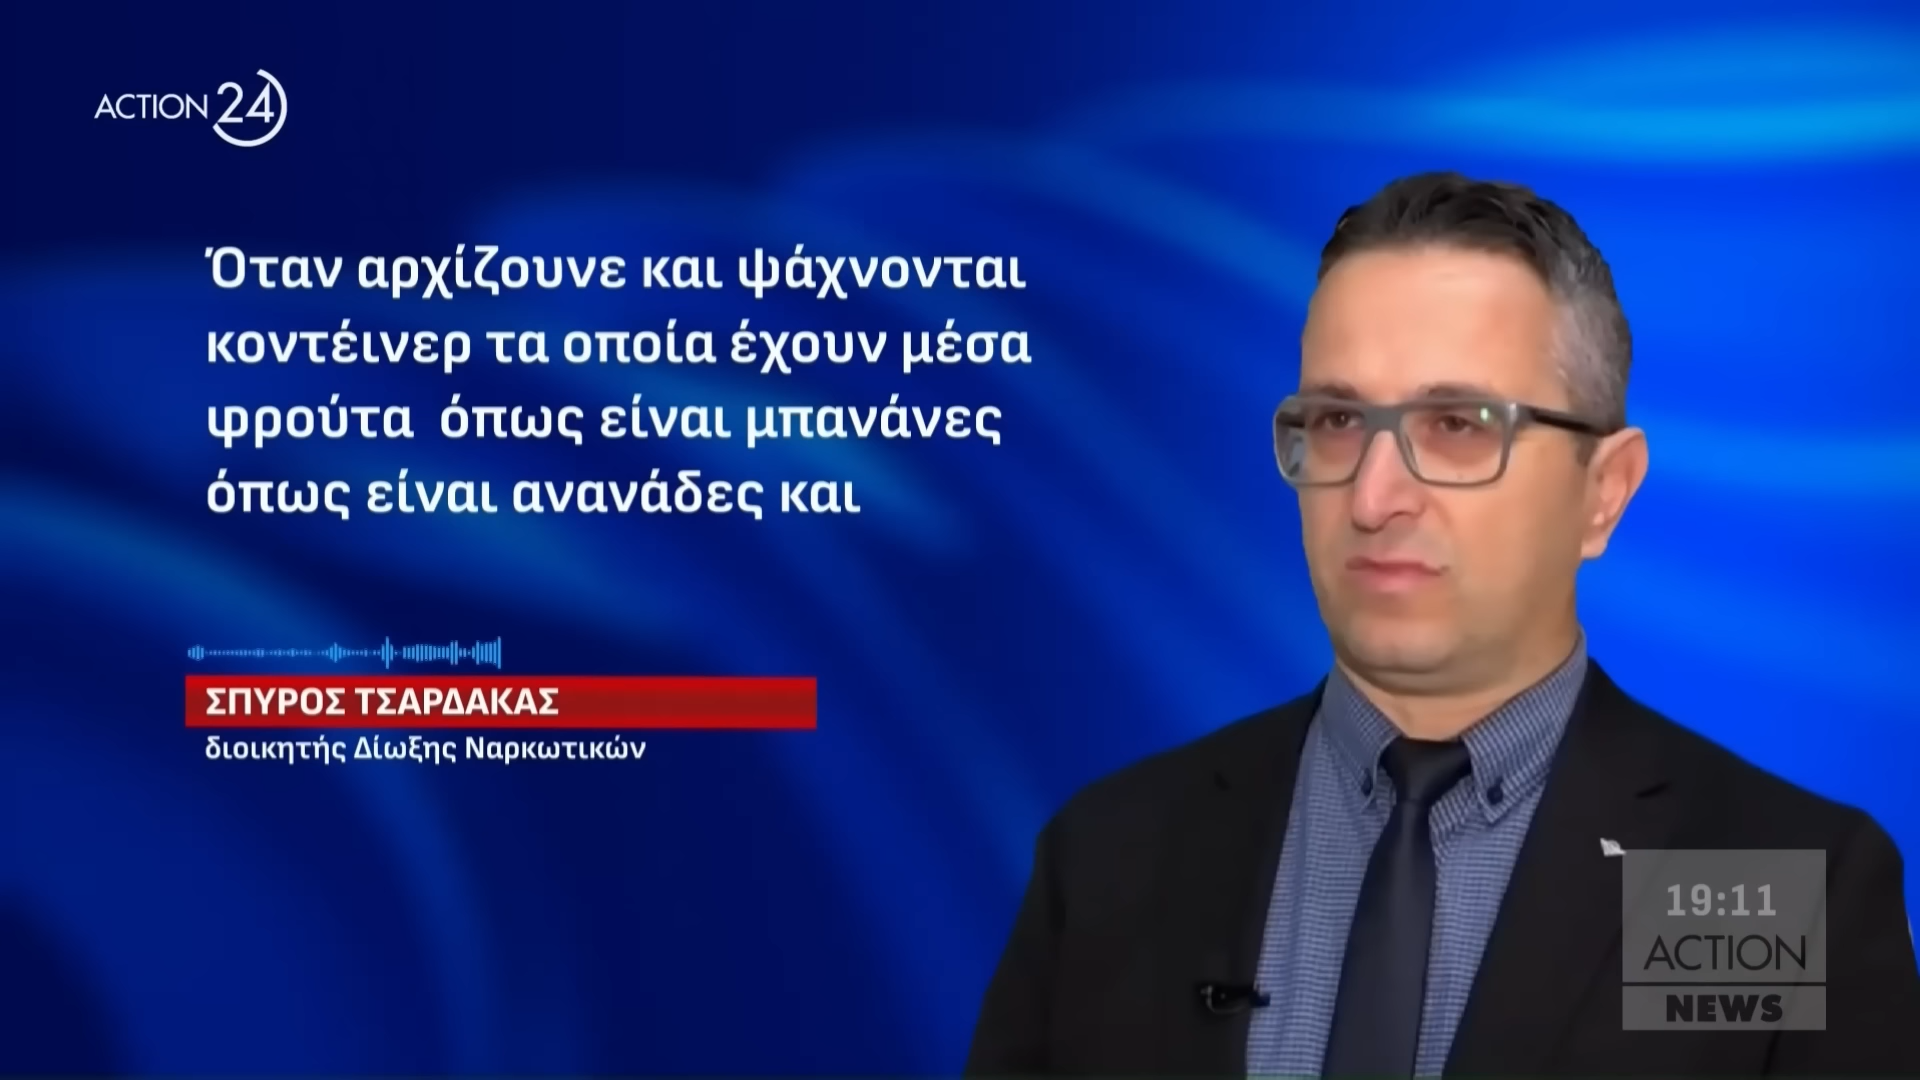 ACTION 24
Όταν αρχίζουνε και ψάχνονται
κοντέινερ τα οποία έχουν μέσα
φρούτα όπως είναι μπανάνες
όπως είναι ανανάδες και
ΣΠΥΡΟΣ ΤΣΑΡΔΑΚΑΣ
διοικητής Δίωξης Ναρκωτικών
19:11
ACTION
NEWS